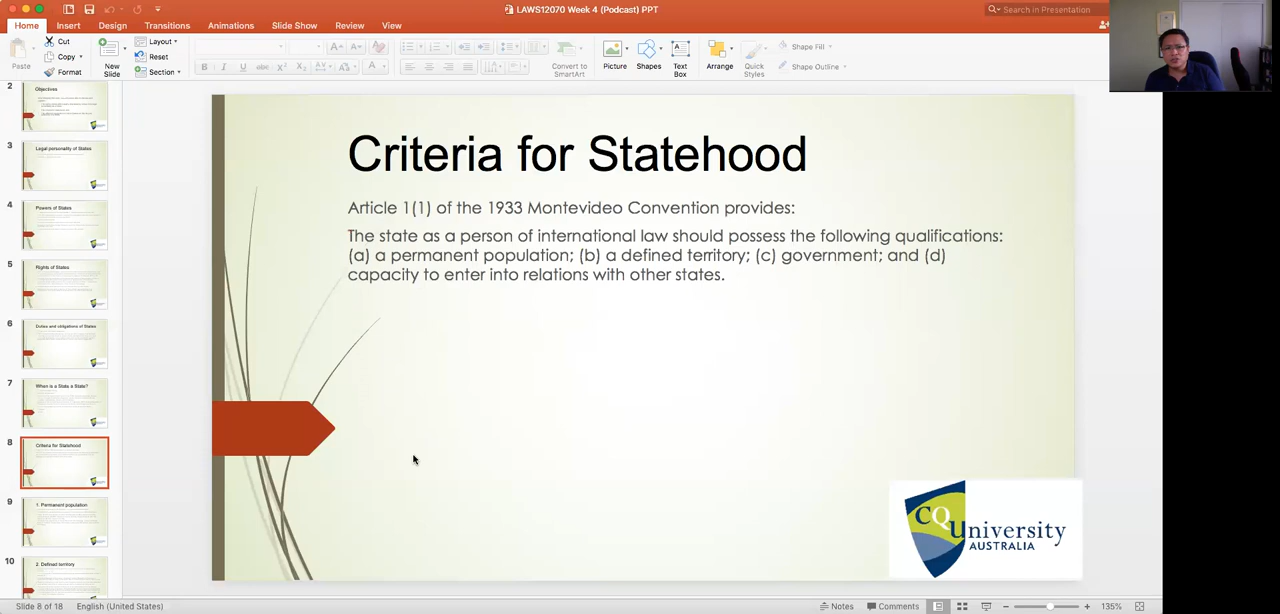 LAWS12070 Week 4 (Podcast) PPT
Search in Presentation
Home Insert Design Transitions Animations Slide Show Review View
Paste
Cut
Copy
Format
New
Slide
Layout
Reset
Section
Convert to
SmartArt
Picture
Shapes
Text
Box
Arrange
Quick
Styles
Shape Fill
Shape Outline
2
Objectives
3
Legal personality of States
4
Powers of States
5
Rights of States
6
Duties and obligations of States
7
When is a State, a State?
8
Criteria for Statehood
9
1. Permanent population
10
2. Defined territory
Criteria for Statehood
Article 1(1) of the 1933 Montevideo Convention provides:
The state as a person of international law should possess the following qualifications:
(a) a permanent population; (b) a defined territory; (c) government; and (d)
capacity to enter into relations with other states.
CQUniversity
AUSTRALIA
Slide 8 of 18 English (United States) Notes Comments 135%